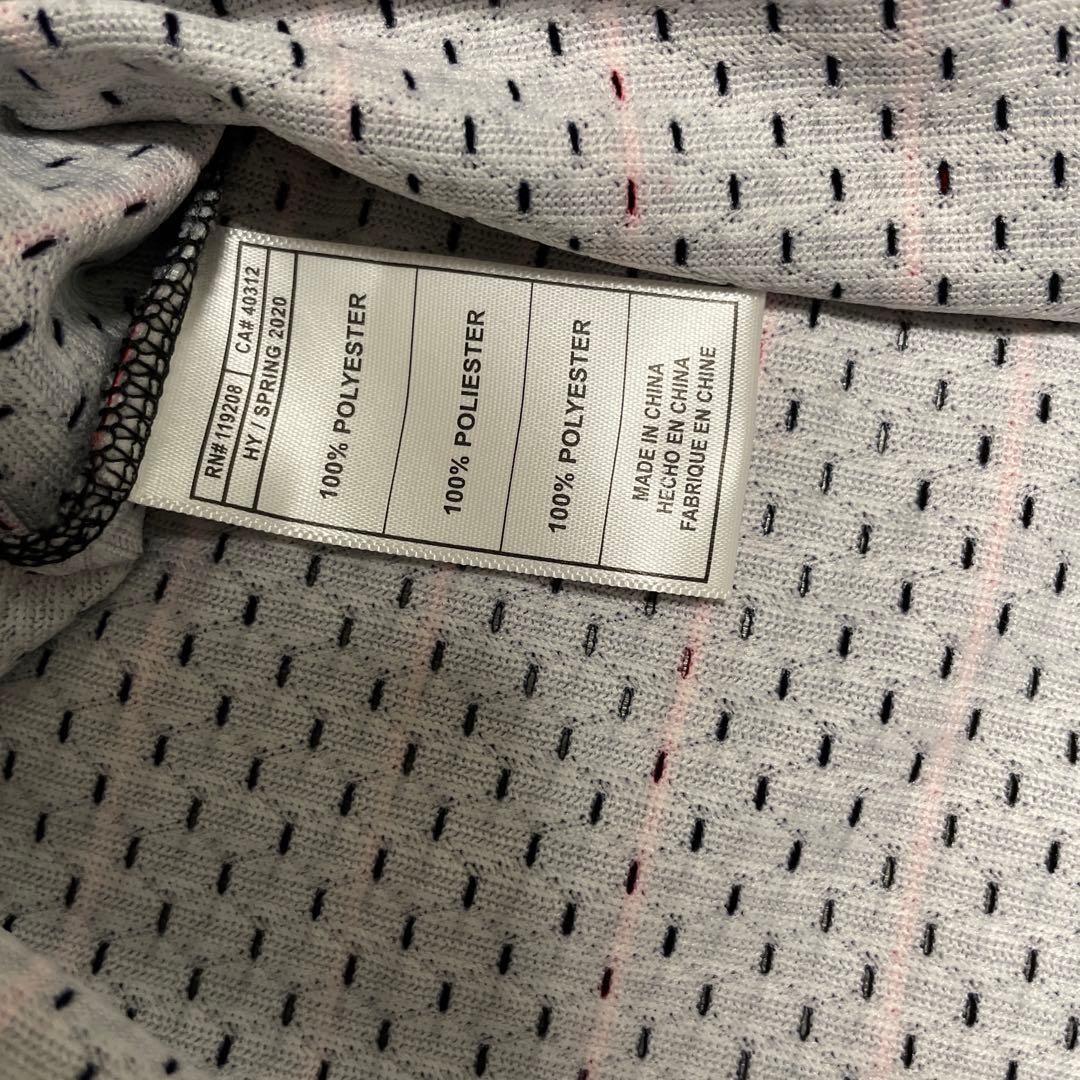 RN# 119208 CA# 40312
HY / SPRING 2020
100% POLYESTER
100% POLIESTER
100% POLYESTER
MADE IN CHINA
HECHO EN CHINA
FABRIQUE EN CHINE